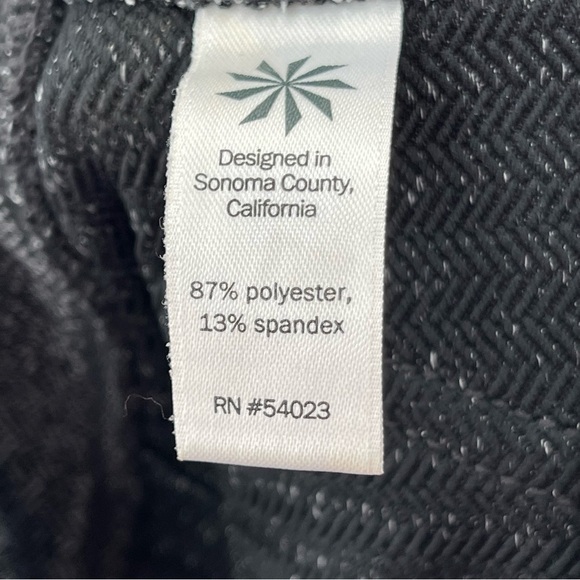 Designed in
Sonoma County,
California
87% polyester,
13% spandex
RN #54023